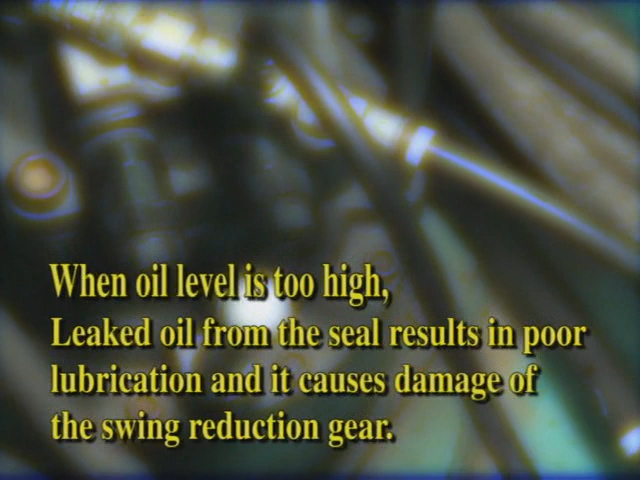 When oil level is too high,
Leaked oil from the seal results in poor
lubrication and it causes damage of
the swing reduction gear.